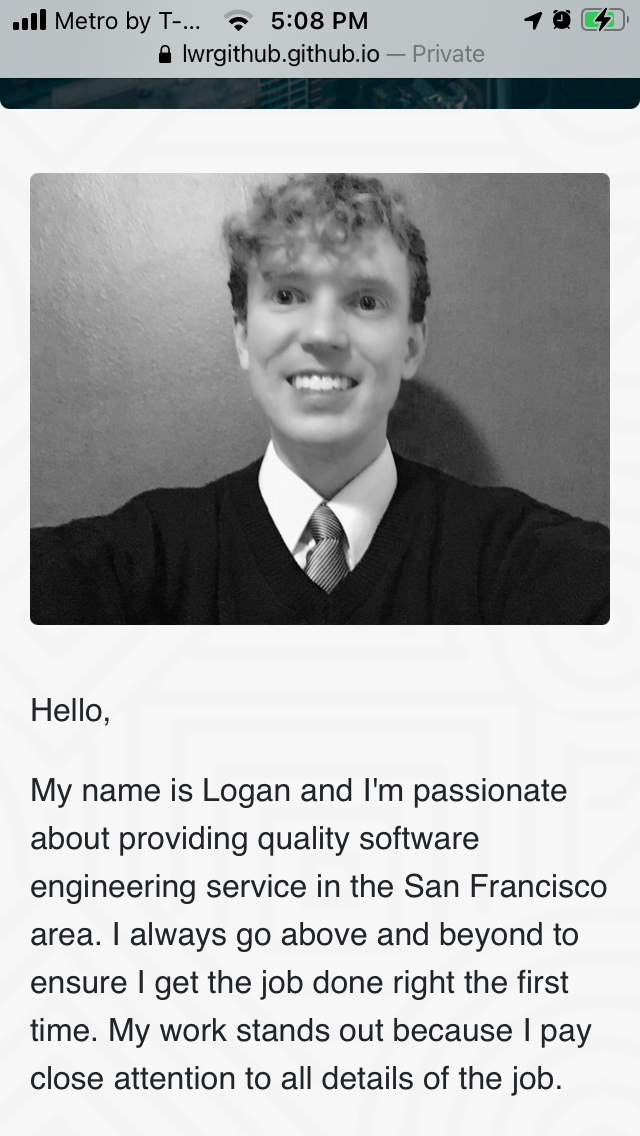 Metro by T-... 5:08 PM
lwrgithub.github.io — Private
Hello,
My name is Logan and I'm passionate
about providing quality software
engineering service in the San Francisco
area. I always go above and beyond to
ensure I get the job done right the first
time. My work stands out because I pay
close attention to all details of the job.